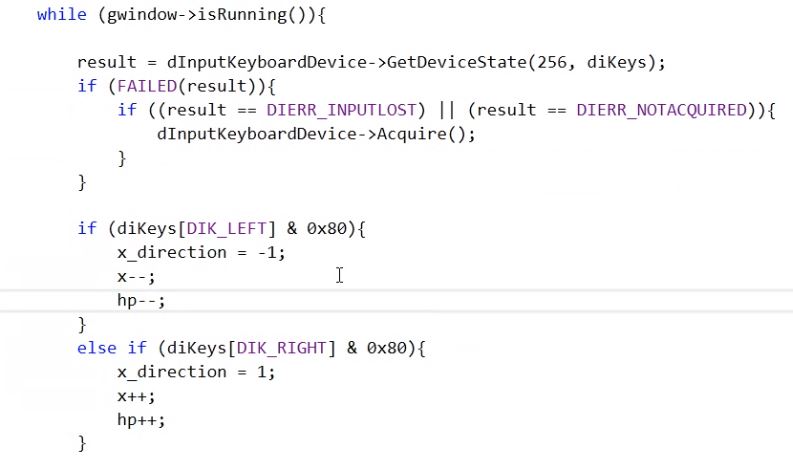 while (gwindow->isRunning()){
result = dInputKeyboardDevice->GetDeviceState(256, diKeys);
if (FAILED(result)){
if ((result == DIERR_INPUTLOST) || (result == DIERR_NOTACQUIRED)){
dInputKeyboardDevice->Acquire();
}
}
if (diKeys[DIK_LEFT] & 0x80){
x_direction = -1;
x--;
hp--;
}
else if (diKeys[DIK_RIGHT] & 0x80){
x_direction = 1;
x++;
hp++;
}